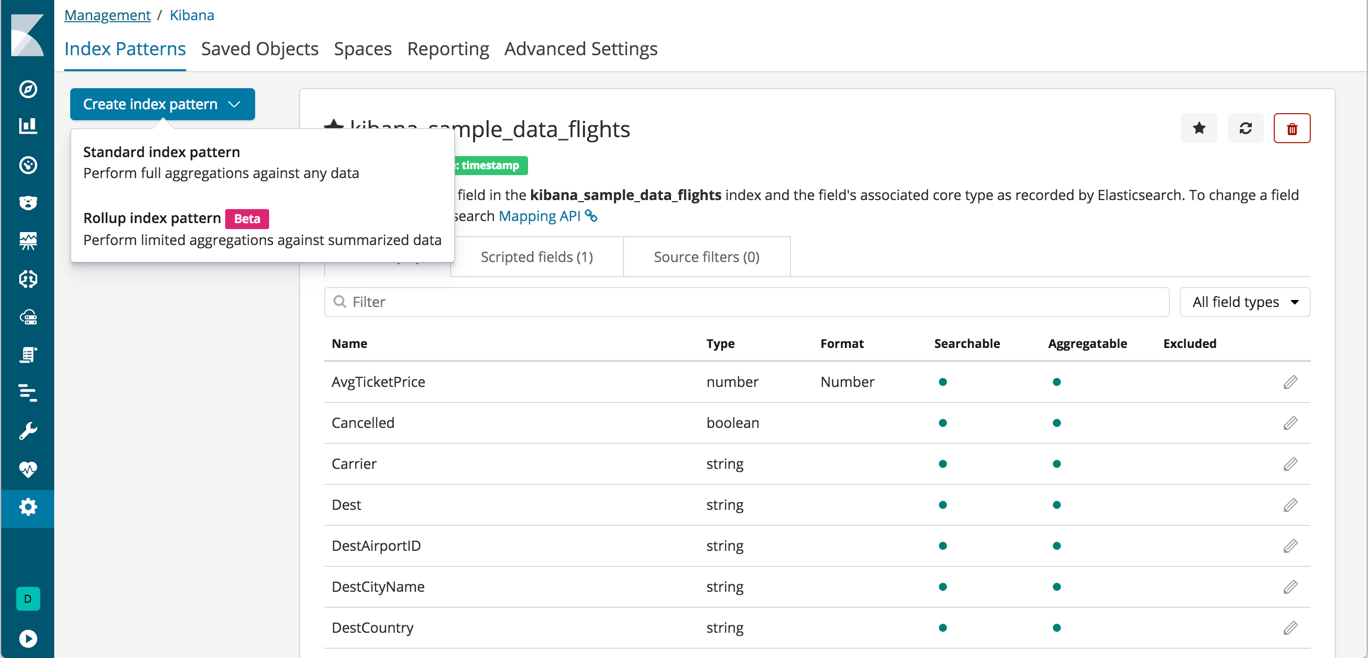 Management / Kibana
Index Patterns Saved Objects Spaces Reporting Advanced Settings
Create index pattern
Standard index pattern
Perform full aggregations against any data
Rollup index pattern Beta
Perform limited aggregations against summarized data
kibana_sample_data_flights
: timestamp
field in the kibana_sample_data_flights index and the field's associated core type as recorded by Elasticsearch. To change a field
search Mapping API
Scripted fields (1) Source filters (0)
Filter All field types
Name Type Format Searchable Aggregatable Excluded
AvgTicketPrice number Number
Cancelled boolean
Carrier string
Dest string
DestAirportID string
DestCityName string
DestCountry string
D